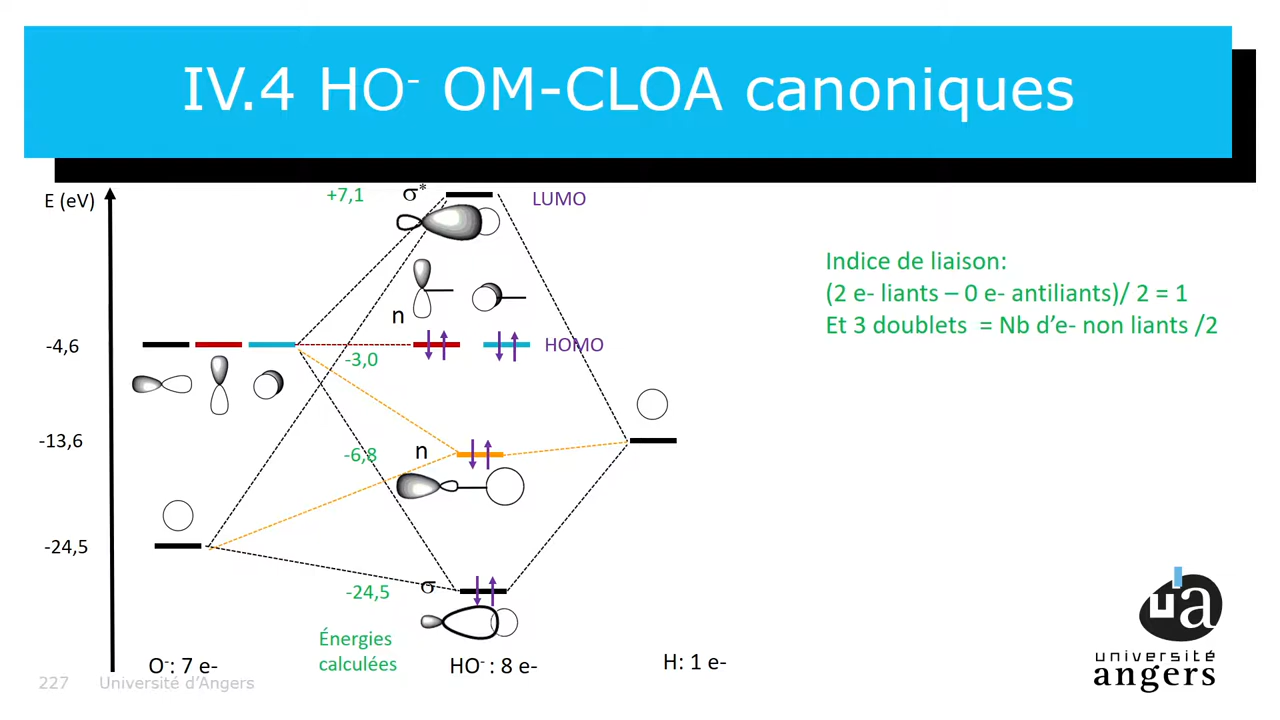 IV.4 HO⁻ OM-CLOA canoniques
E (eV)
+7,1
σ*
LUMO
Indice de liaison:
(2 e- liants – 0 e- antiliants)/ 2 = 1
Et 3 doublets = Nb d’e- non liants /2
n
-4,6
HOMO
-3,0
-13,6
-6,8
n
-24,5
-24,5
σ
Énergies
calculées
O⁻: 7 e-
HO⁻ : 8 e-
H: 1 e-
227
Université d’Angers
ua
université
angers